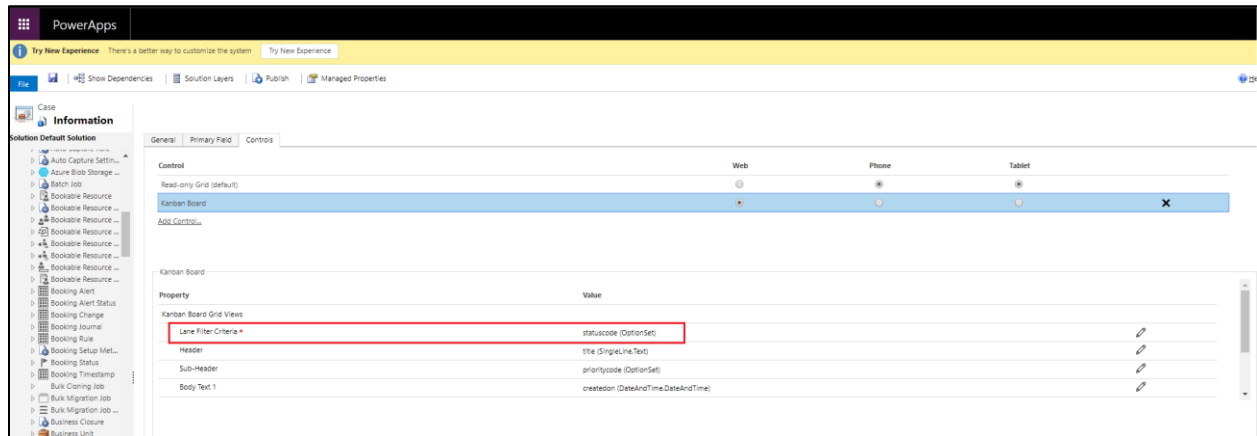 PowerApps
Try New Experience There's a better way to customize the system Try New Experience
File Show Dependencies Solution Layers Publish Managed Properties
Case
Information
Solution Default Solution
General Primary Field Controls
Auto Capture Settin...
Azure Blob Storage ...
Batch Job
Bookable Resource
Bookable Resource ...
Bookable Resource ...
Bookable Resource ...
Bookable Resource ...
Bookable Resource ...
Bookable Resource ...
Bookable Resource ...
Booking Alert
Booking Alert Status
Booking Change
Booking Journal
Booking Rule
Booking Setup Met...
Booking Status
Booking Timestamp
Bulk Cloning Job
Bulk Migration Job
Bulk Migration Job ...
Business Closure
Business Unit
Control Web Phone Tablet
Read-only Grid (default)
Kanban Board
Add Control...
Kanban Board
Property Value
Kanban Board Grid Views
Lane Filter Criteria * statuscode (OptionSet)
Header title (SingleLine.Text)
Sub-Header prioritycode (OptionSet)
Body Text 1 createdon (DateAndTime.DateAndTime)